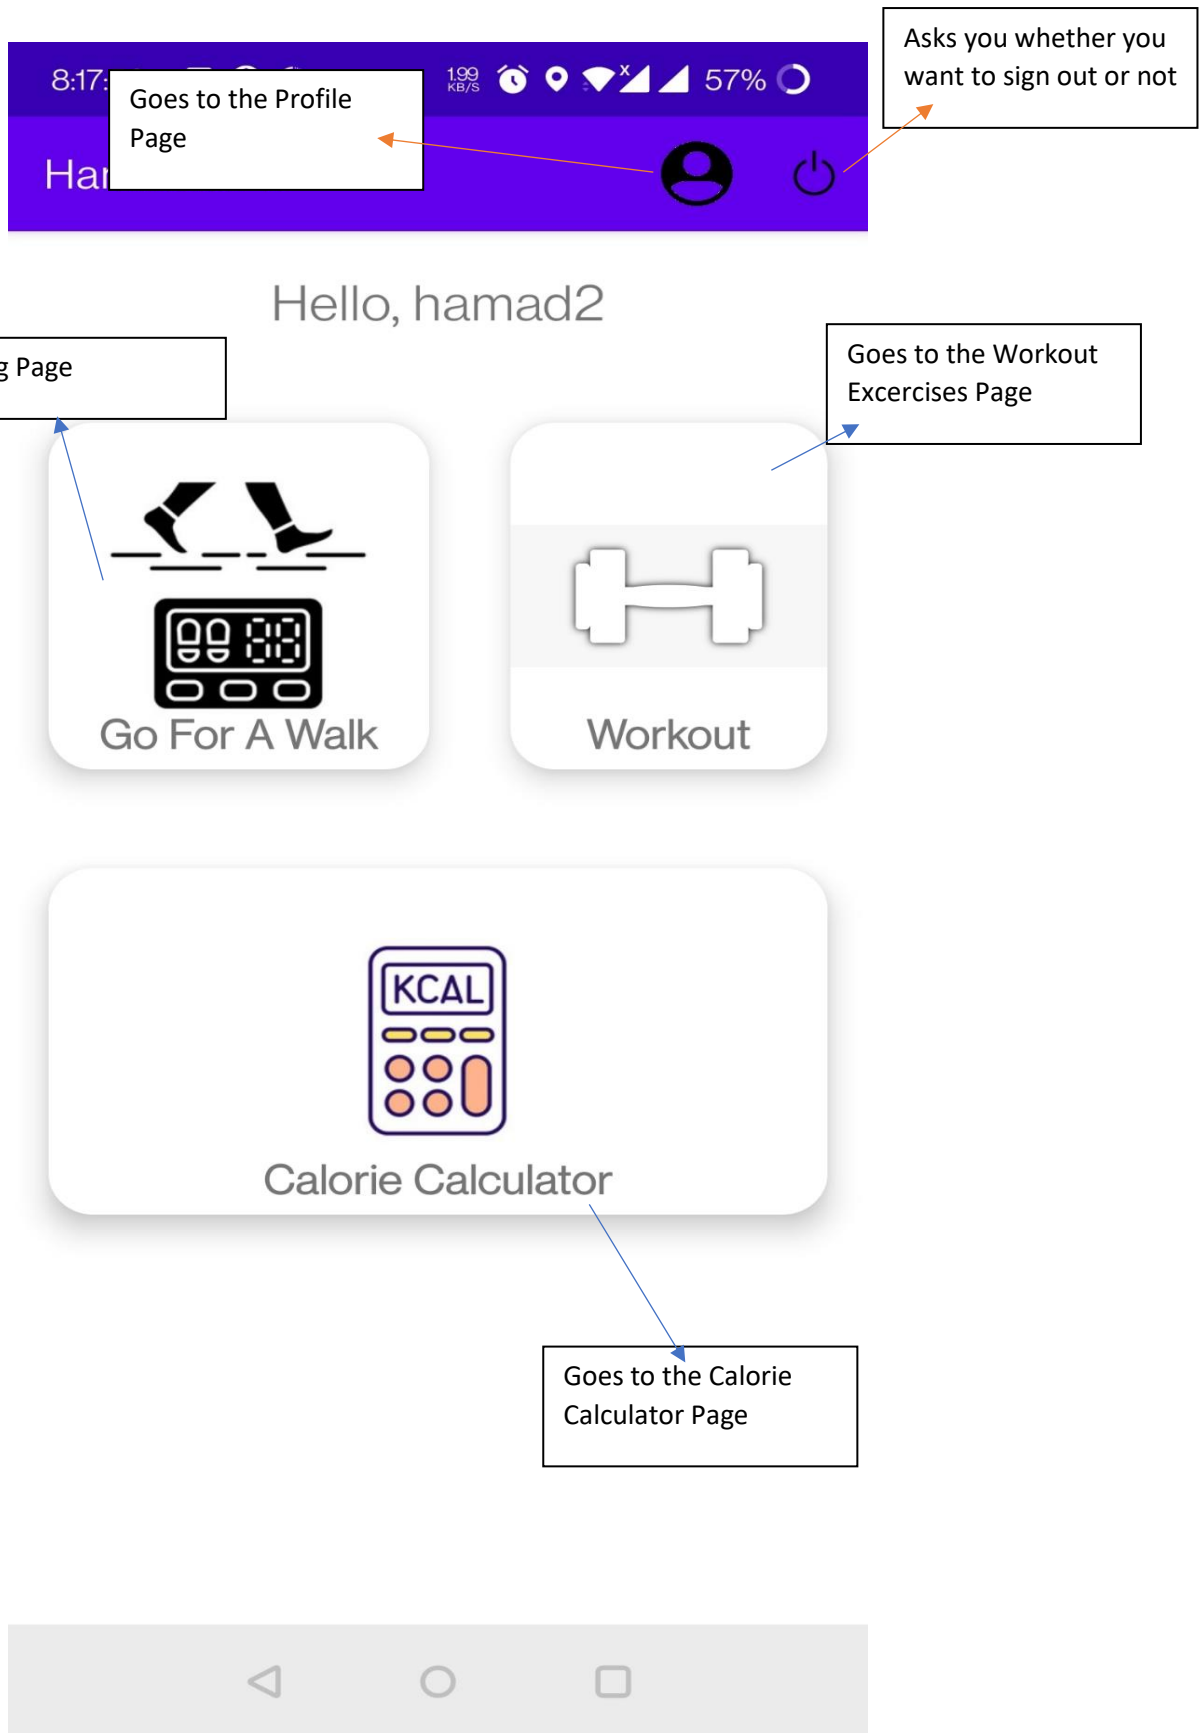 Asks you whether you
want to sign out or not
8:17
1.99
KB/S
57%
Goes to the Profile
Page
Hello, hamad2
Page
Goes to the Workout
Excercises Page
Go For A Walk
Workout
KCAL
Calorie Calculator
Goes to the Calorie
Calculator Page